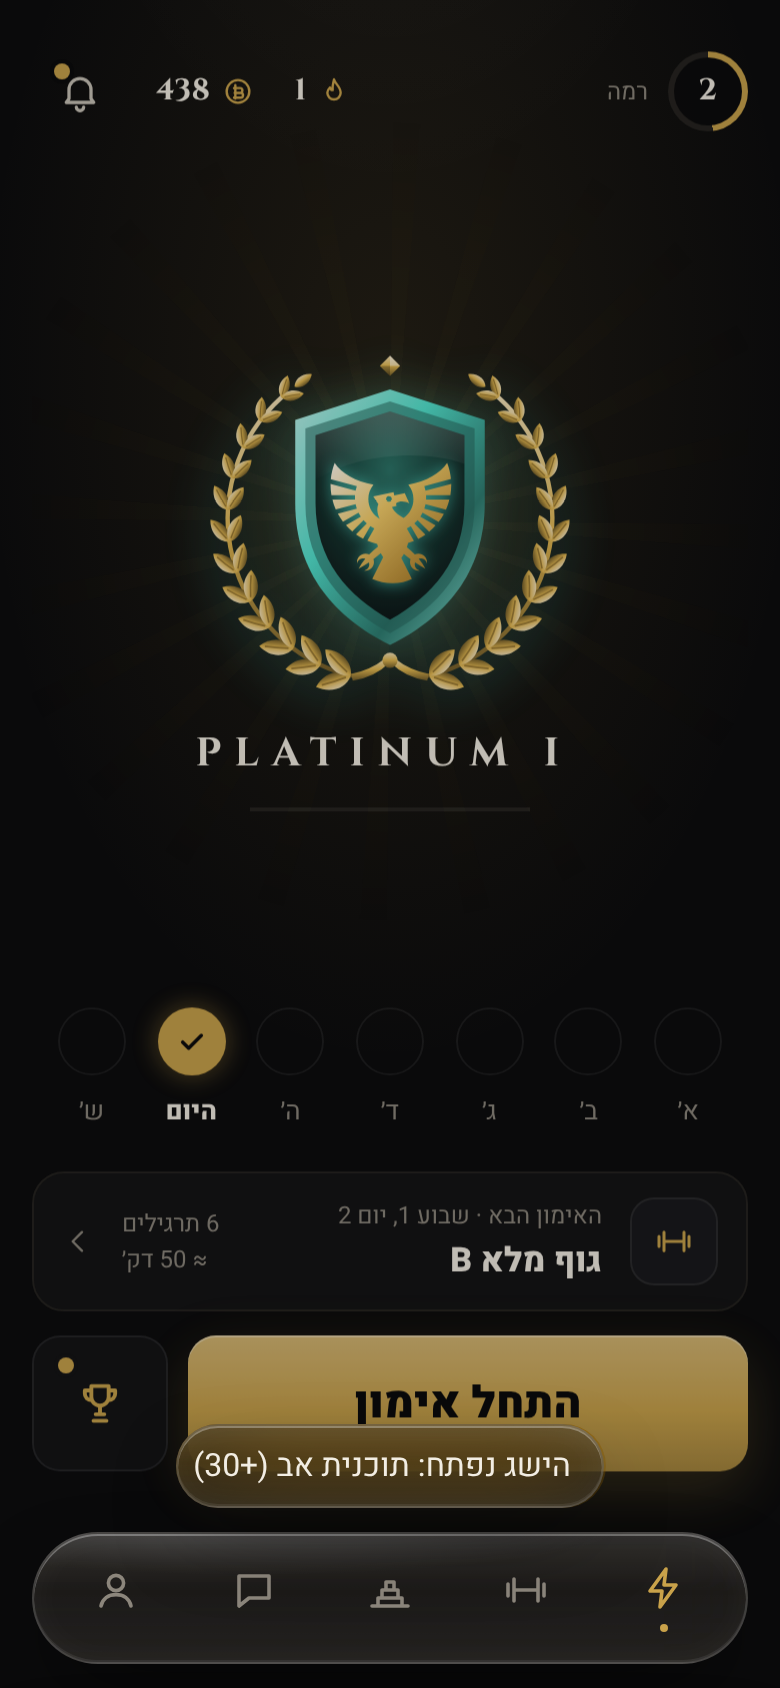 2 רמה 1 438
PLATINUM I
א׳ ב׳ ג׳ ד׳ ה׳ היום ש׳
האימון הבא · שבוע 1, יום 2
גוף מלא B
6 תרגילים
≈ 50 דק׳
התחל אימון
הישג נפתח: תוכנית אב (+30)